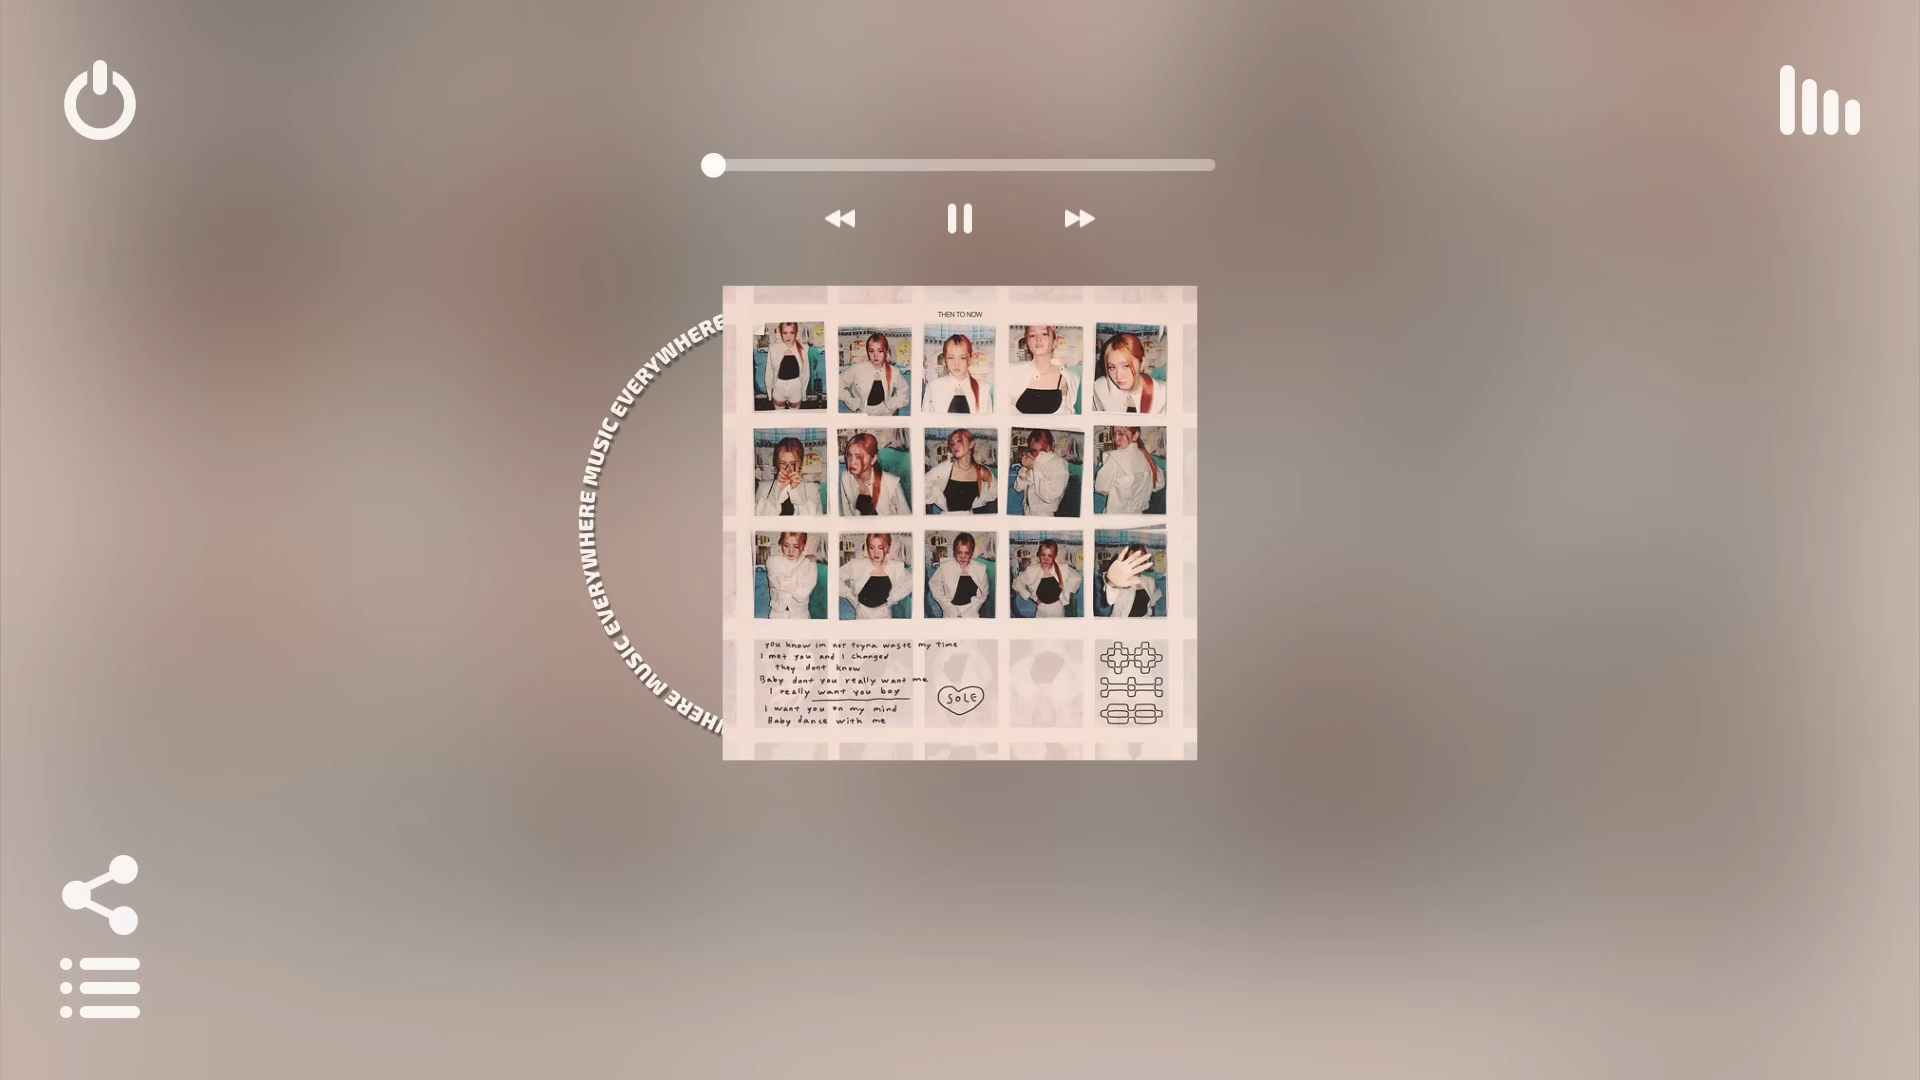 EVERYWHERE MUSIC EVERYWHERE MUSIC
THEN TO NOW
you know im not tryna waste my time
I met you and I changed
they dont know
Baby dont you really want me
I really want you boy
I want you on my mind
Baby dance with me
SOLE